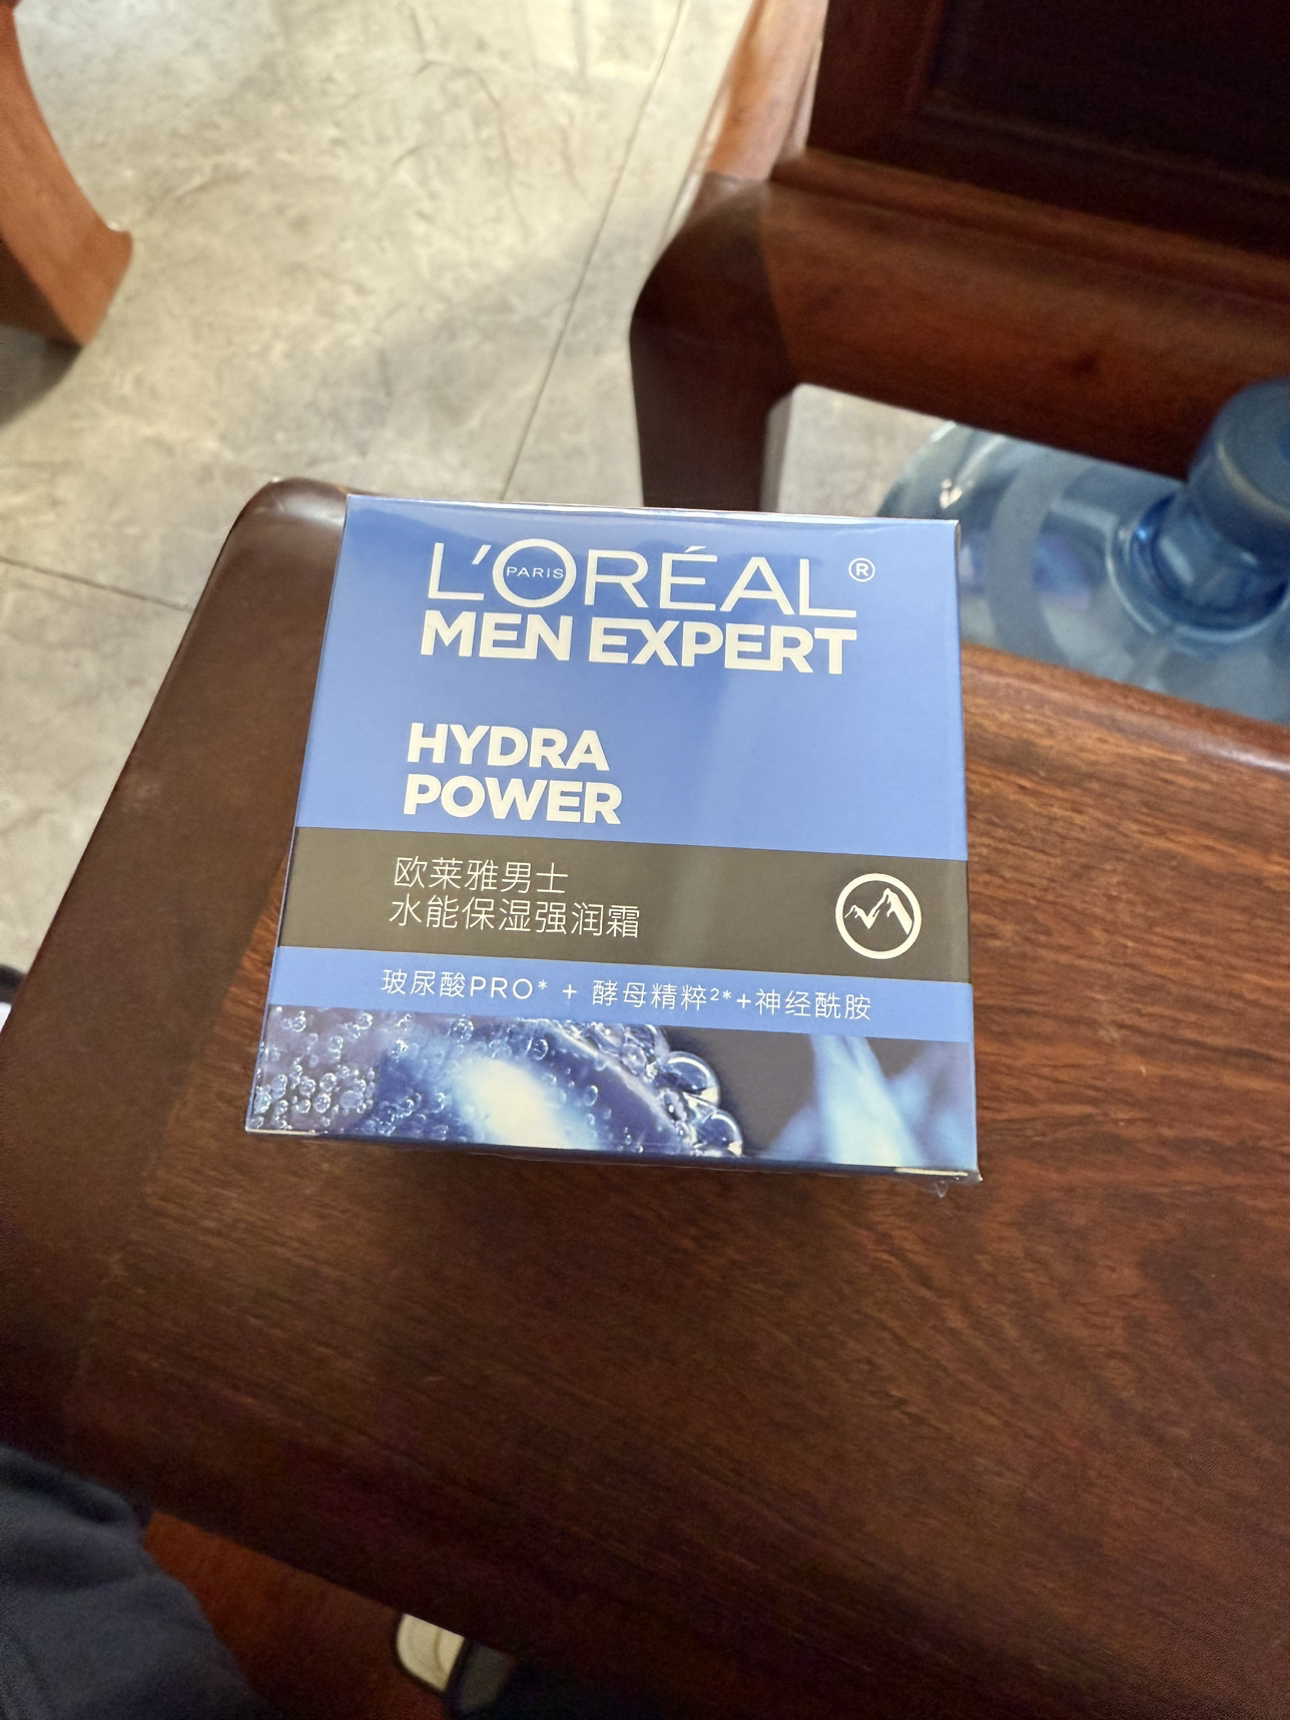 L'ORÉAL®
PARIS
MEN EXPERT
HYDRA
POWER
欧莱雅男士
水能保湿强润霜
玻尿酸PRO* + 酵母精粹²*+神经酰胺